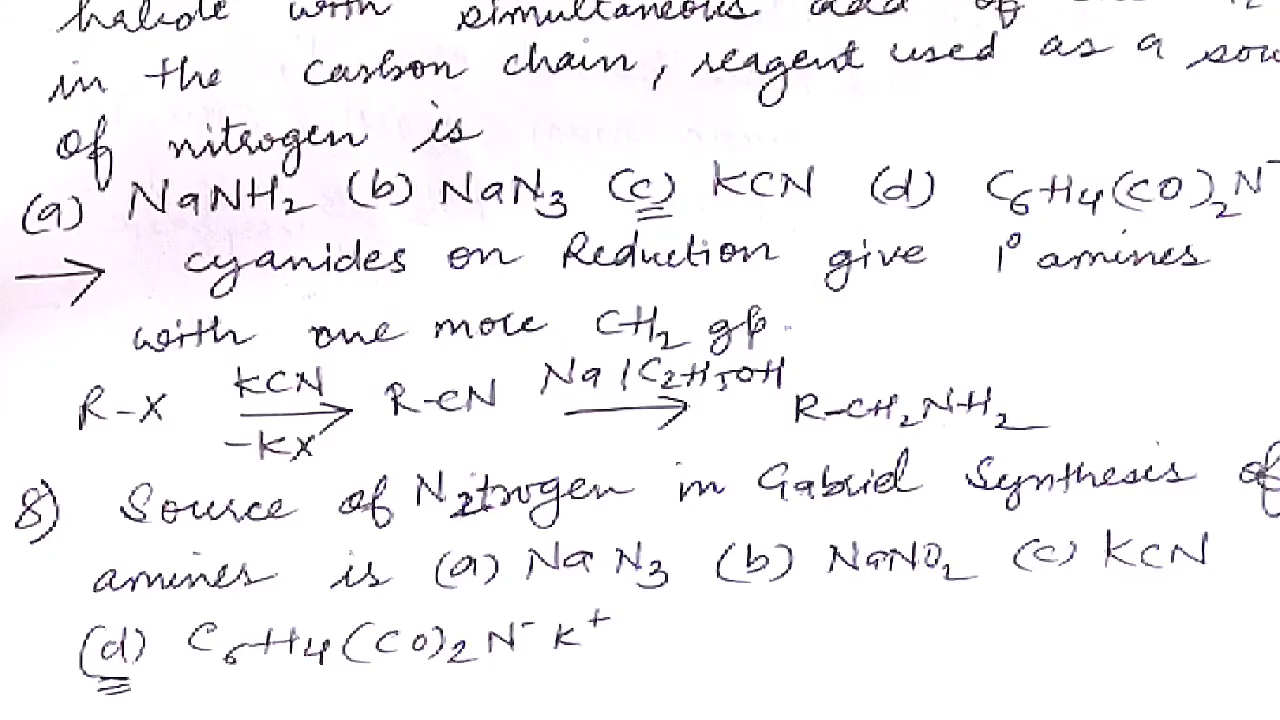 halide with simultaneous
in the carbon chain, reagent used as a
of nitrogen is
(a) NaNH₂ (b) NaN₃ (c) KCN (d) C₆H₄(CO)₂N⁻
→ cyanides on Reduction give 1° amines
with one more CH₂ gp.
R-X KCN → -KX R-CN Na/C₂H₅OH → R-CH₂NH₂
8) Source of Nitrogen in Gabriel Synthesis of
amines is (a) NaN₃ (b) NaNO₂ (c) KCN
(d) C₆H₄(CO)₂N⁻K⁺